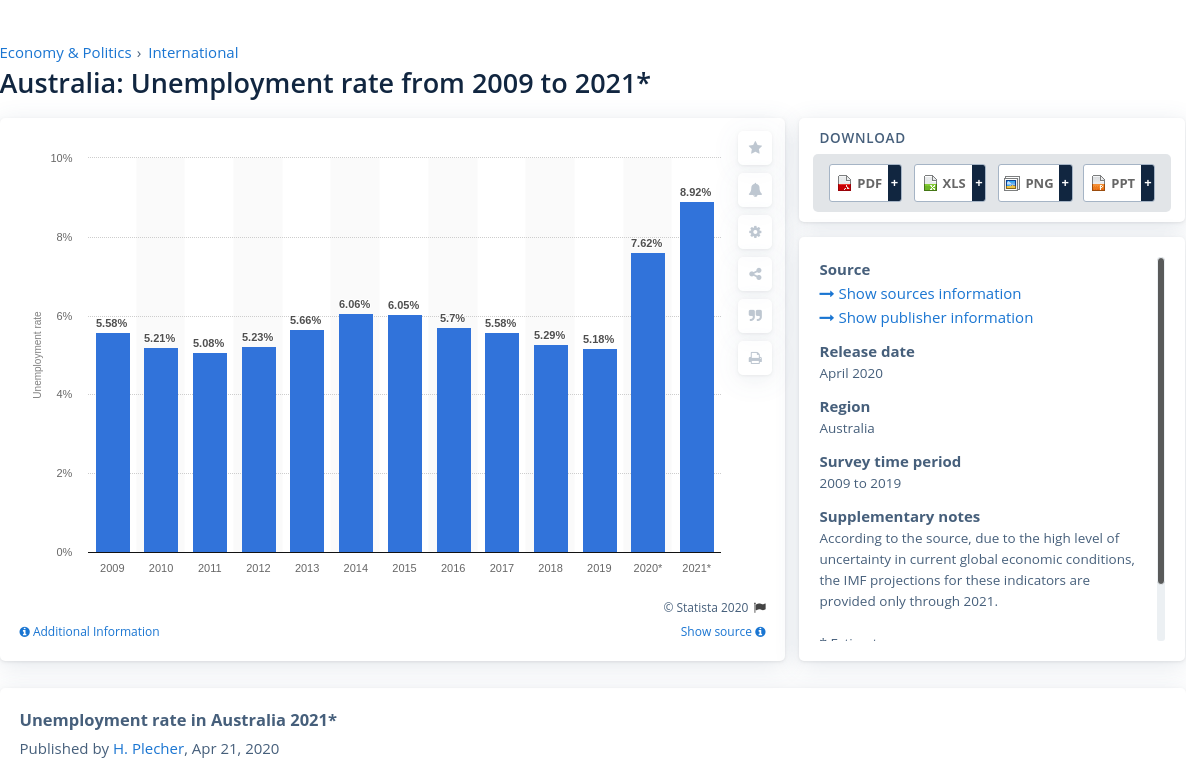 Economy & Politics › International
Australia: Unemployment rate from 2009 to 2021*
10%
8%
6%
4%
2%
0%
Unemployment rate
5.58%
5.21%
5.08%
5.23%
5.66%
6.06%
6.05%
5.7%
5.58%
5.29%
5.18%
7.62%
8.92%
2009 2010 2011 2012 2013 2014 2015 2016 2017 2018 2019 2020* 2021*
© Statista 2020
Additional Information
Show source
DOWNLOAD
PDF + XLS + PNG + PPT +
Source
Show sources information
Show publisher information
Release date
April 2020
Region
Australia
Survey time period
2009 to 2019
Supplementary notes
According to the source, due to the high level of
uncertainty in current global economic conditions,
the IMF projections for these indicators are
provided only through 2021.
Unemployment rate in Australia 2021*
Published by H. Plecher, Apr 21, 2020